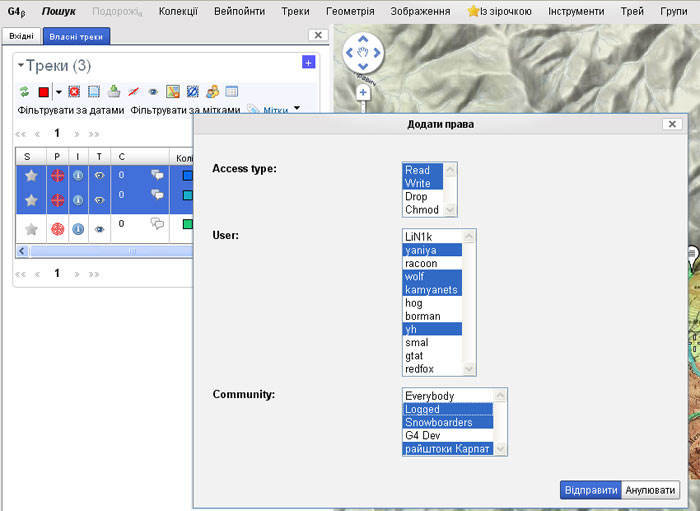 G4β Пошук Подорожіα Колекції Вейпойнти Треки Геометрія Зображення Із зірочкою Інструменти Трей Групи
Вхідні Власні треки
Треки (3)
Фільтрувати за датами Фільтрувати за мітками Мітки
<< < 1 > >>
S P I T C Колі
0
0
0
<< < 1 > >>
Додати права
Access type:
Read
Write
Drop
Chmod
User:
LiN1k
yaniya
racoon
wolf
kamyanets
hog
borman
yh
smal
gtat
redfox
Community:
Everybody
Logged
Snowboarders
G4 Dev
райштоки Карпат
Відправити Анулювати